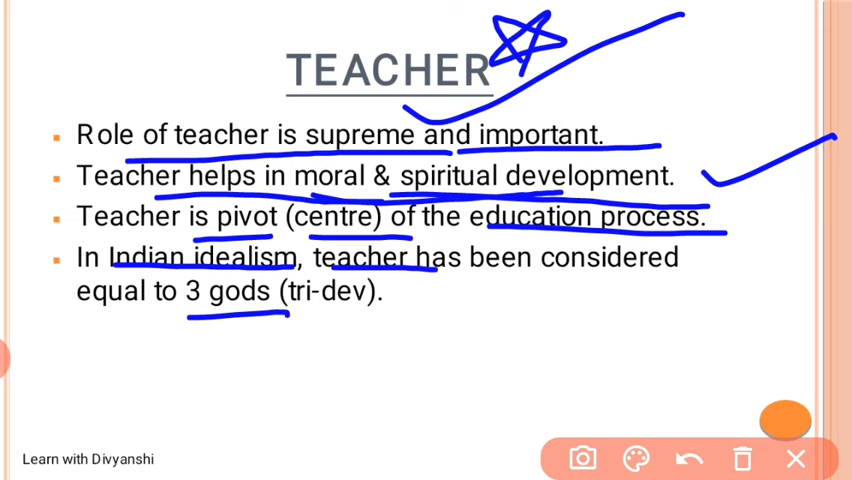 TEACHER
Role of teacher is supreme and important.
Teacher helps in moral & spiritual development.
Teacher is pivot (centre) of the education process.
In Indian idealism, teacher has been considered
equal to 3 gods (tri-dev).
Learn with Divyanshi